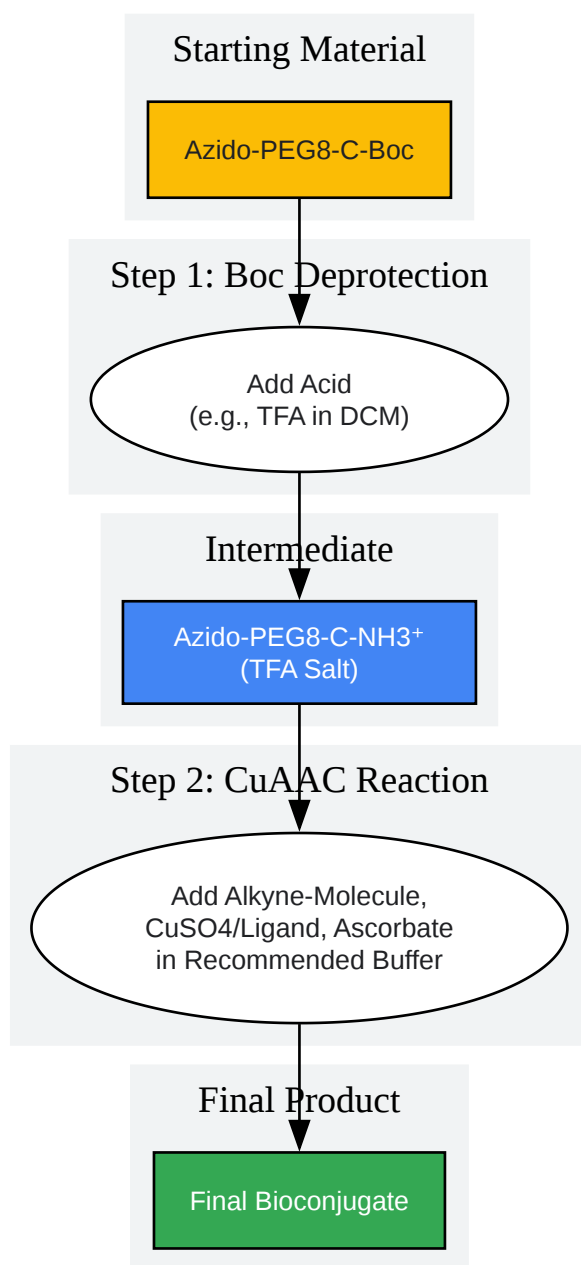 Starting Material
Azido-PEG8-C-Boc
Step 1: Boc Deprotection
Add Acid
(e.g., TFA in DCM)
Intermediate
Azido-PEG8-C-NH3⁺
(TFA Salt)
Step 2: CuAAC Reaction
Add Alkyne-Molecule,
CuSO4/Ligand, Ascorbate
in Recommended Buffer
Final Product
Final Bioconjugate